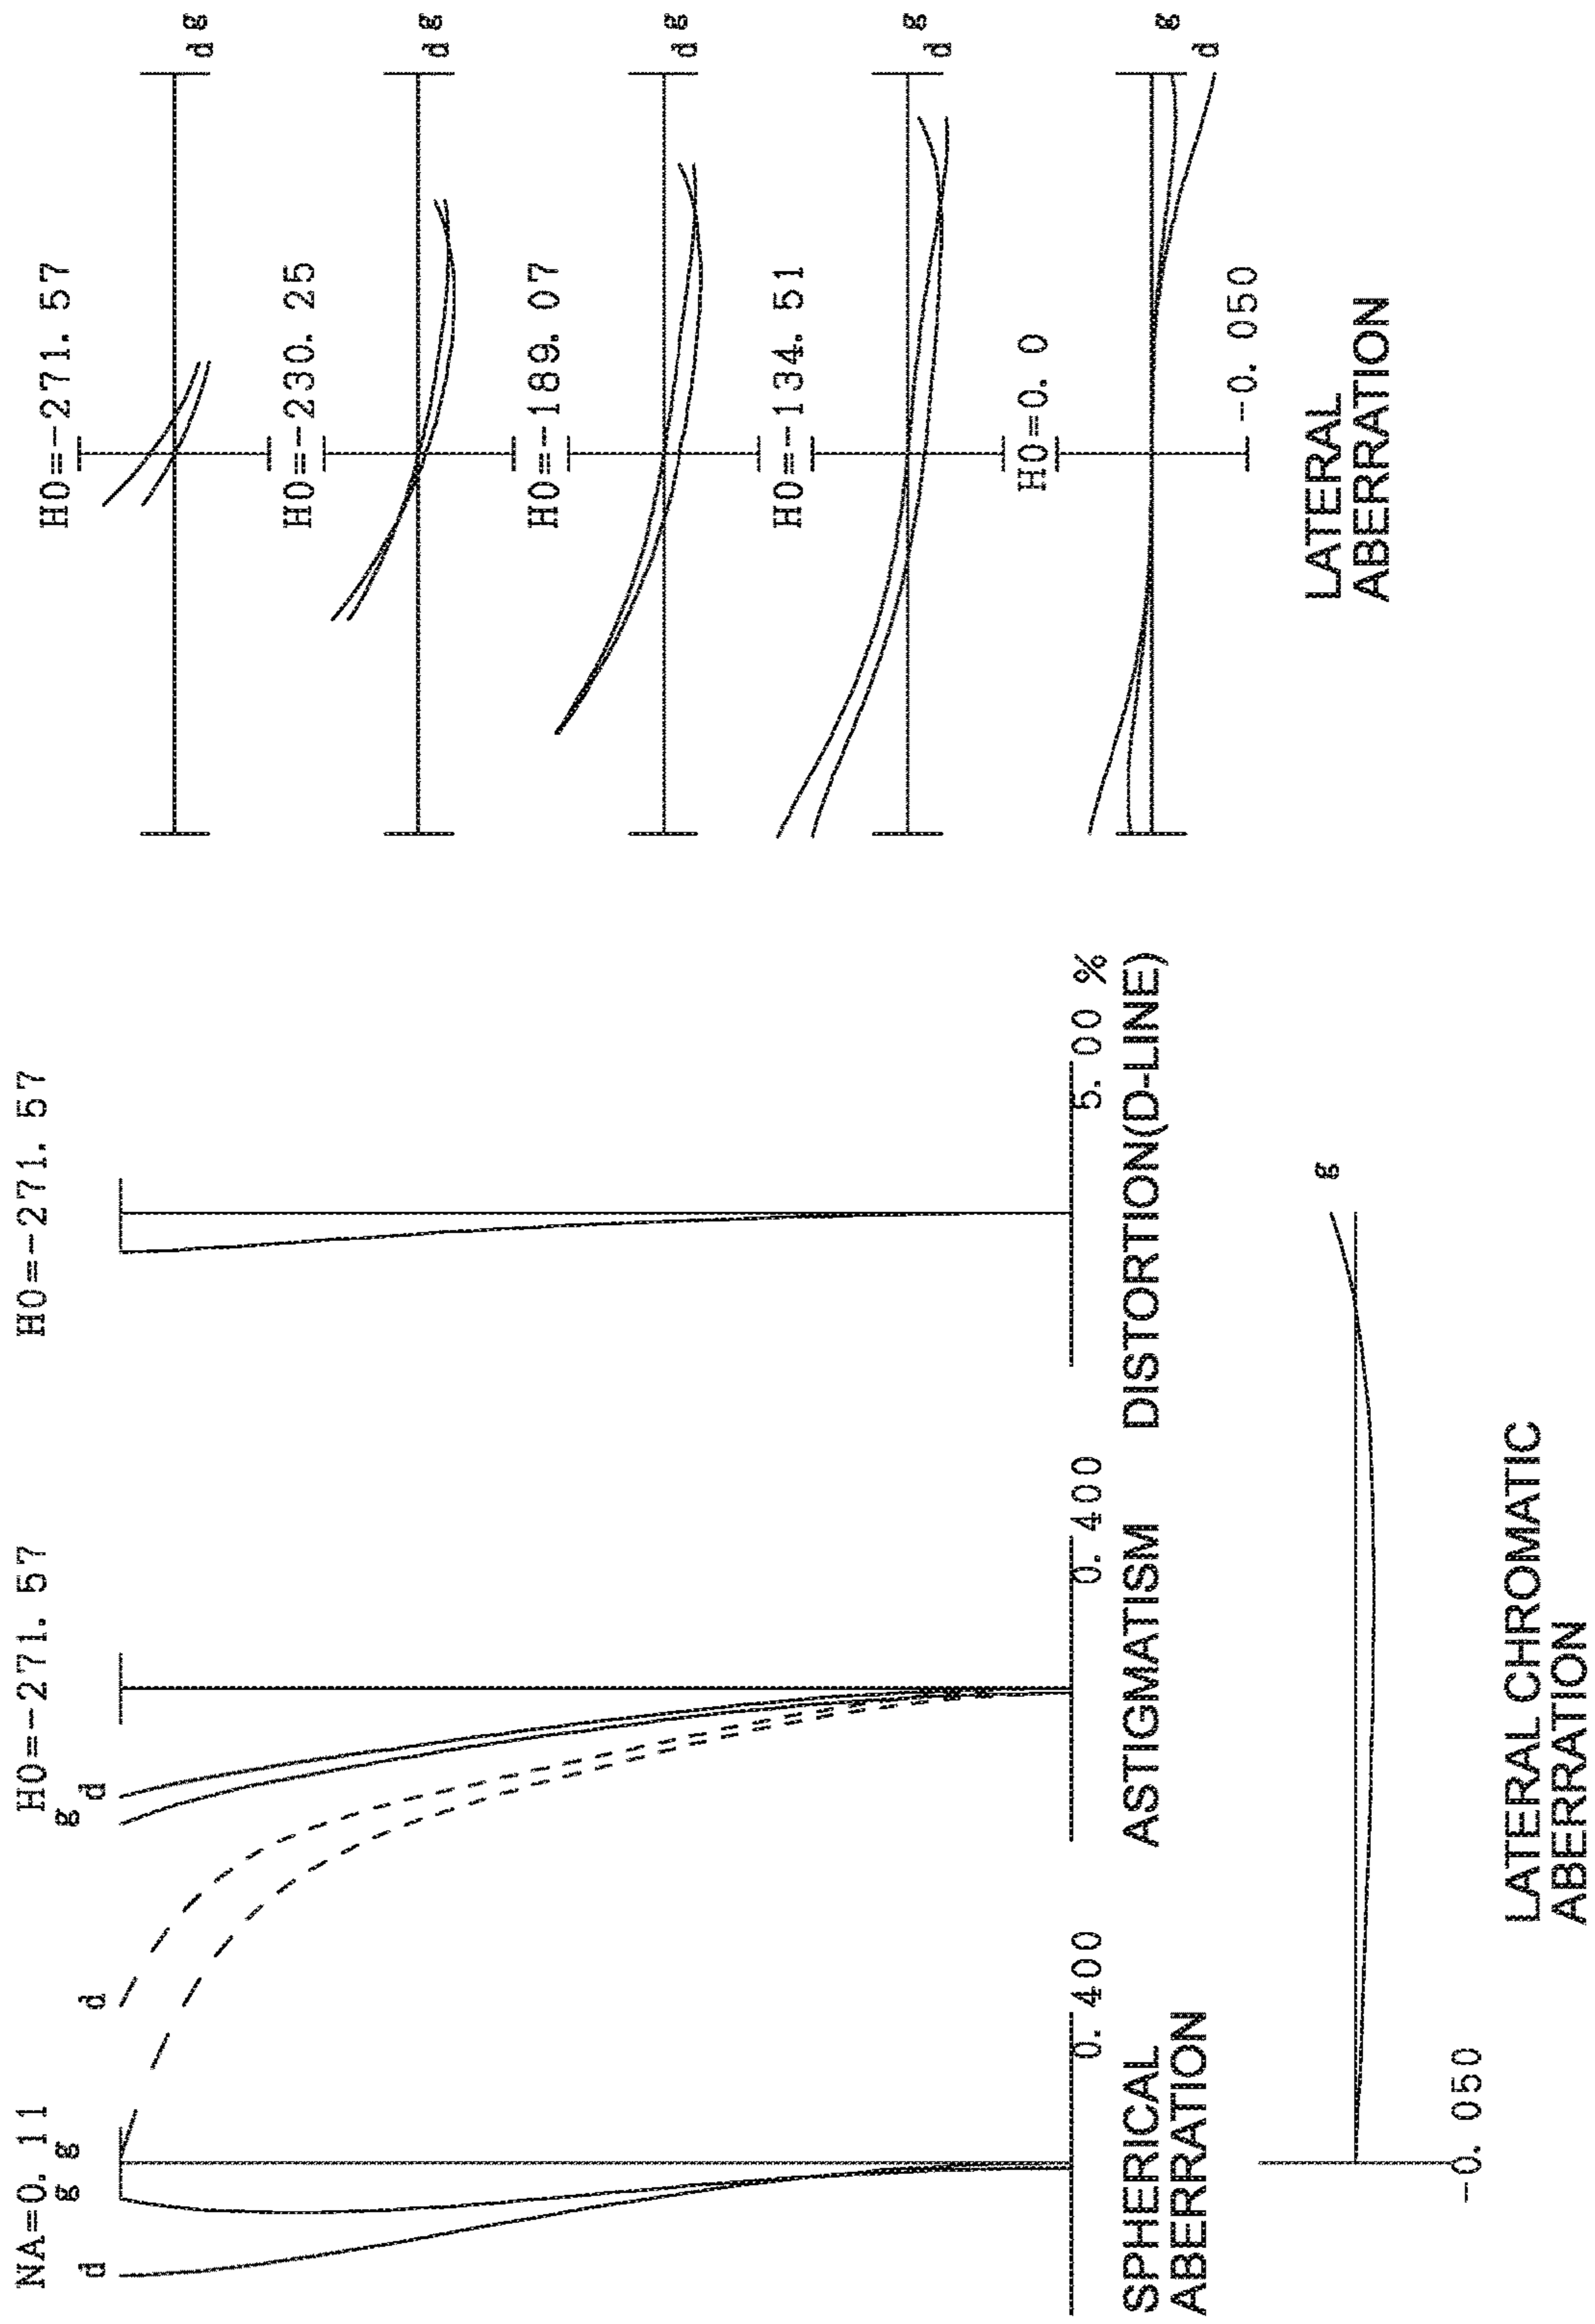 NA=0. 11
d
g
g
0. 400
SPHERICAL
ABERRATION
H0=-271. 57
g
d
d
0. 400
ASTIGMATISM
H0=-271. 57
5. 00 %
DISTORTION(D-LINE)
g
-0. 050
LATERAL CHROMATIC
ABERRATION
H0=-271. 57
d g
H0=-230. 25
d g
H0=-189. 07
d g
H0=-134. 51
d g
H0=0. 0
g
d
-0. 050
LATERAL
ABERRATION